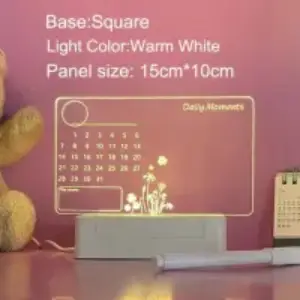 Base:Square
Light Color:Warm White
Panel size: 15cm*10cm
Daily Moments
1 2 3 4 5 6
7 8 9 10 11 12 13
14 15 16 17 18 19 20
21 22 23 24 25 26 27
28 29 30 31